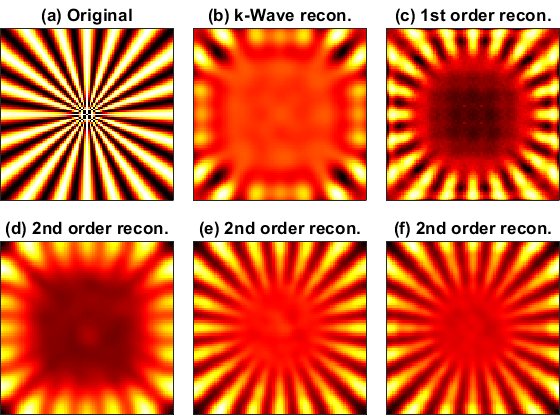 (a) Original
(b) k-Wave recon.
(c) 1st order recon.
(d) 2nd order recon.
(e) 2nd order recon.
(f) 2nd order recon.